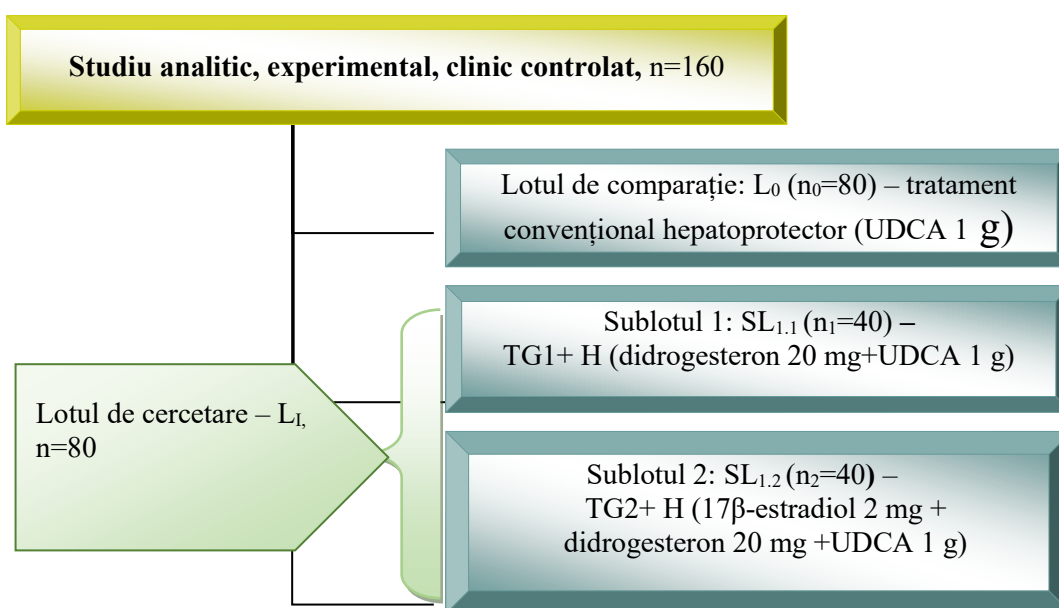 Studiu analitic, experimental, clinic controlat, n=160
Lotul de comparație: L₀ (n₀=80) – tratament
convențional hepatoprotector (UDCA 1 g)
Sublotul 1: SL₁.₁ (n₁=40) –
TG1+ H (didrogesteron 20 mg+UDCA 1 g)
Lotul de cercetare – L_I,
n=80
Sublotul 2: SL₁.₂ (n₂=40) –
TG2+ H (17β-estradiol 2 mg +
didrogesteron 20 mg +UDCA 1 g)